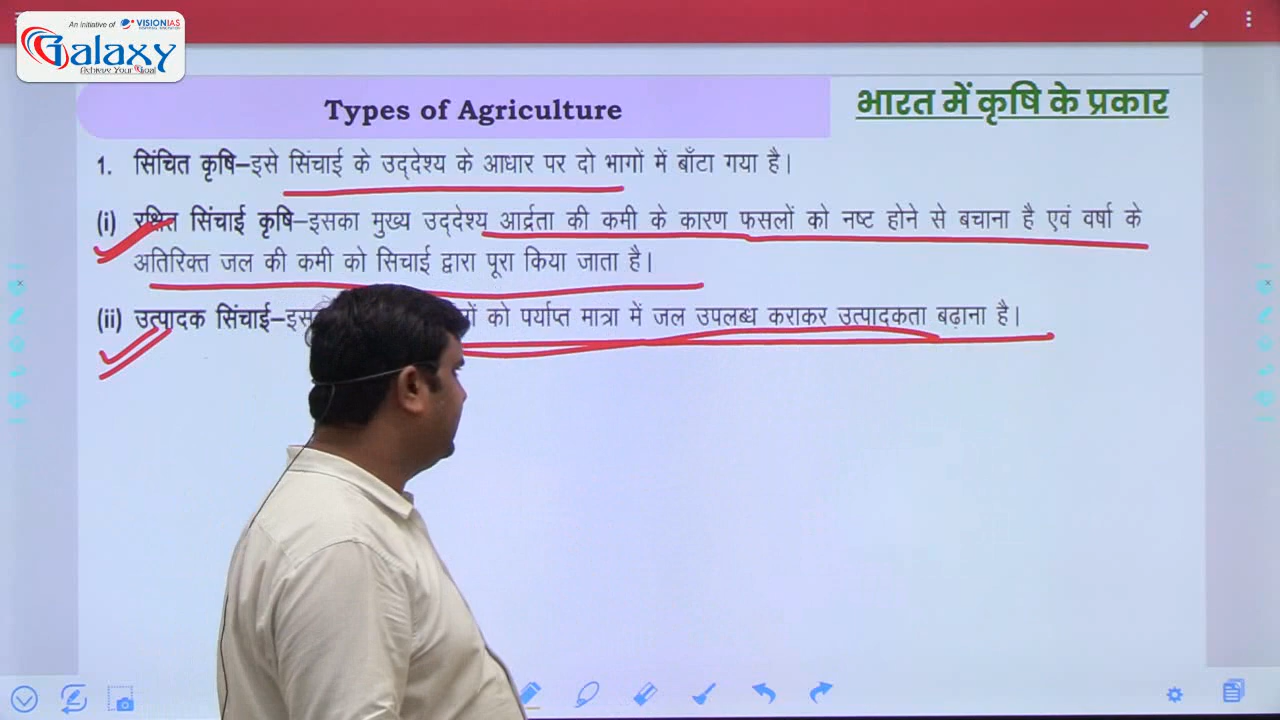 An initiative of VISIONIAS
INSPIRING INNOVATION
Galaxy
Achieve Your Goal
Types of Agriculture
भारत में कृषि के प्रकार
1. सिंचित कृषि–इसे सिंचाई के उद्देश्य के आधार पर दो भागों में बाँटा गया है।
(i) रक्षित सिंचाई कृषि–इसका मुख्य उद्देश्य आर्द्रता की कमी के कारण फसलों को नष्ट होने से बचाना है एवं वर्षा के
अतिरिक्त जल की कमी को सिचाई द्वारा पूरा किया जाता है।
(ii) उत्पादक सिंचाई– को पर्याप्त मात्रा में जल उपलब्ध कराकर उत्पादकता बढ़ाना है।